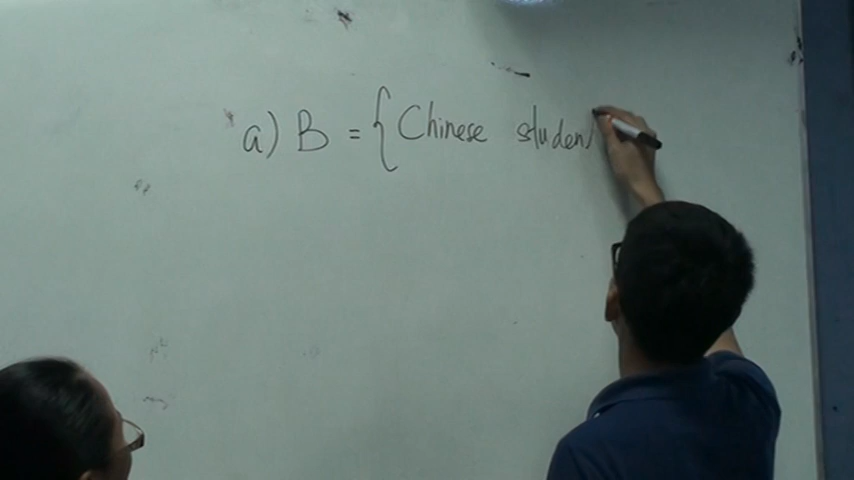 a) B = { Chinese studen